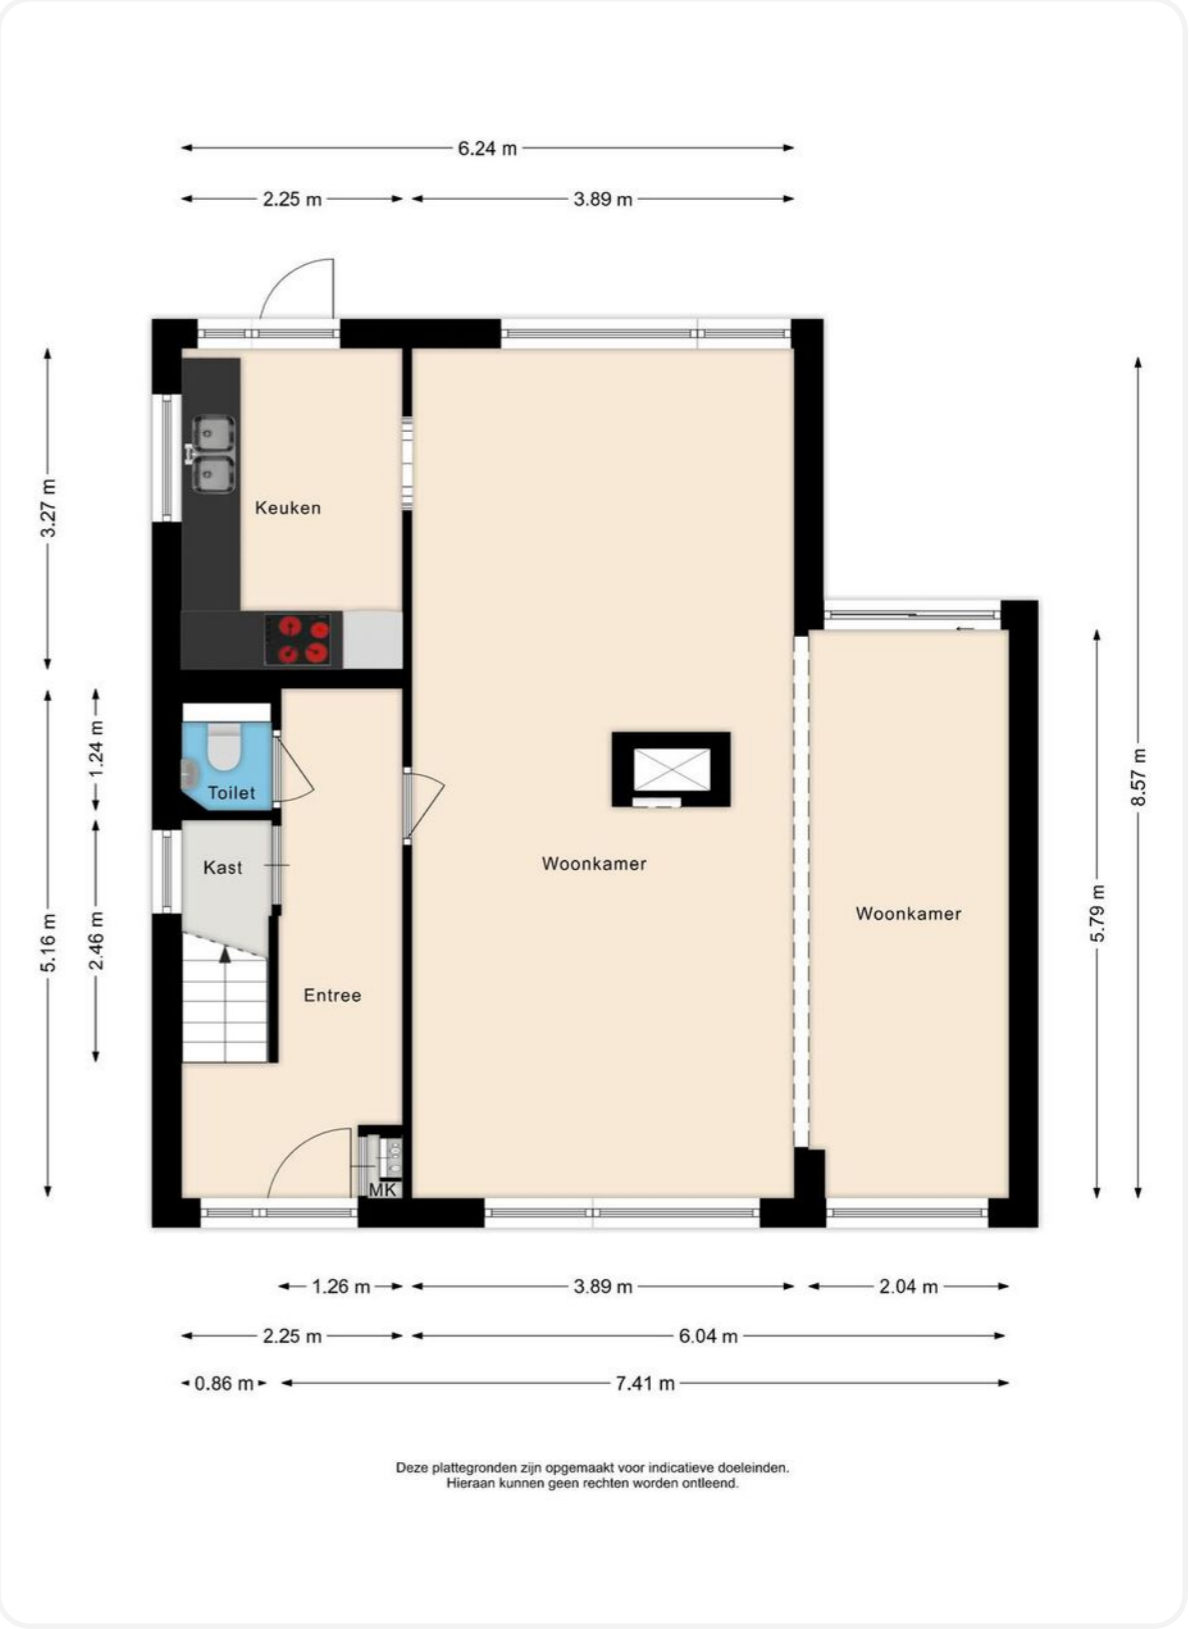 6.24 m
2.25 m
3.89 m
3.27 m
Keuken
1.24 m
Toilet
8.57 m
Kast
Woonkamer
Woonkamer
5.79 m
5.16 m
2.46 m
Entree
MK
1.26 m
3.89 m
2.04 m
2.25 m
6.04 m
0.86 m
7.41 m
Deze plattegronden zijn opgemaakt voor indicatieve doeleinden.
Hieraan kunnen geen rechten worden ontleend.